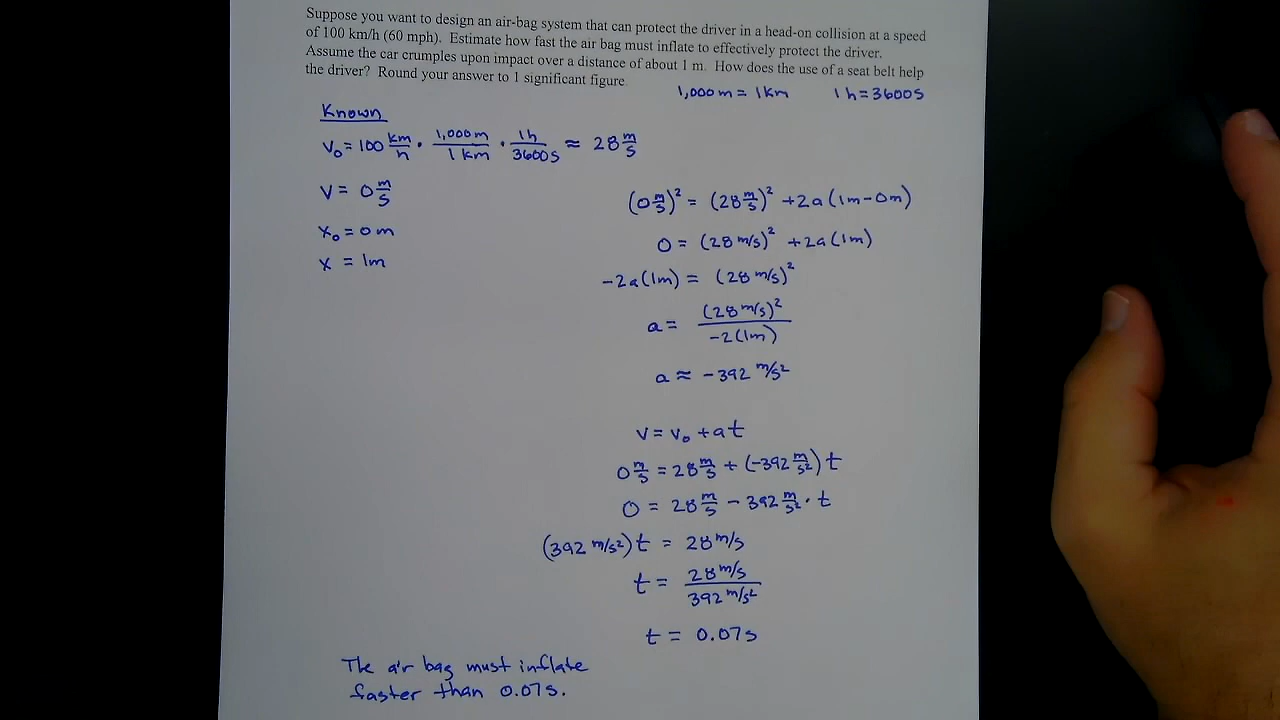 Suppose you want to design an air-bag system that can protect the driver in a head-on collision at a speed
of 100 km/h (60 mph). Estimate how fast the air bag must inflate to effectively protect the driver.
Assume the car crumples upon impact over a distance of about 1 m. How does the use of a seat belt help
the driver? Round your answer to 1 significant figure.
1,000 m = 1 km 1 h = 3600 s
Known
v₀ = 100 km/h · 1,000 m/1 km · 1 h/3600 s ≈ 28 m/s
v = 0 m/s
x₀ = 0 m
x = 1m
(0 m/s)² = (28 m/s)² + 2a(1m - 0m)
0 = (28 m/s)² + 2a(1m)
-2a(1m) = (28 m/s)²
a = (28 m/s)² / -2(1m)
a ≈ -392 m/s²
v = v₀ + at
0 m/s = 28 m/s + (-392 m/s²) t
0 = 28 m/s - 392 m/s² · t
(392 m/s²) t = 28 m/s
t = 28 m/s / 392 m/s²
t = 0.07s
The air bag must inflate
faster than 0.07s.